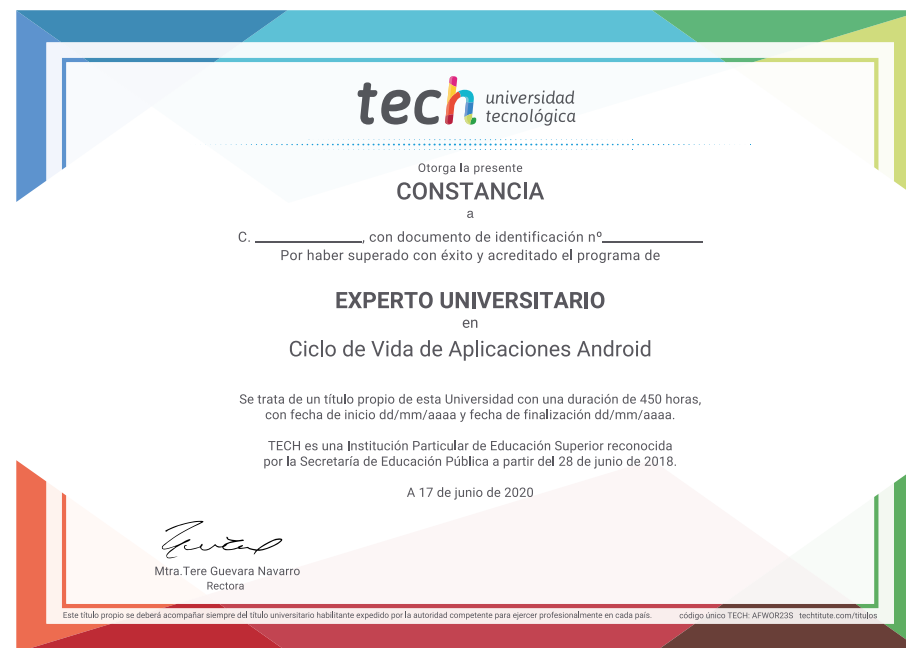 tech universidad
tecnológica
Otorga la presente
CONSTANCIA
a
C. ____________, con documento de identificación nº____________
Por haber superado con éxito y acreditado el programa de
EXPERTO UNIVERSITARIO
en
Ciclo de Vida de Aplicaciones Android
Se trata de un título propio de esta Universidad con una duración de 450 horas,
con fecha de inicio dd/mm/aaaa y fecha de finalización dd/mm/aaaa.
TECH es una Institución Particular de Educación Superior reconocida
por la Secretaría de Educación Pública a partir del 28 de junio de 2018.
A 17 de junio de 2020
Mtra.Tere Guevara Navarro
Rectora
Este título propio se deberá acompañar siempre del título universitario habilitante expedido por la autoridad competente para ejercer profesionalmente en cada país. código único TECH: AFWOR23S techtitute.com/titulos